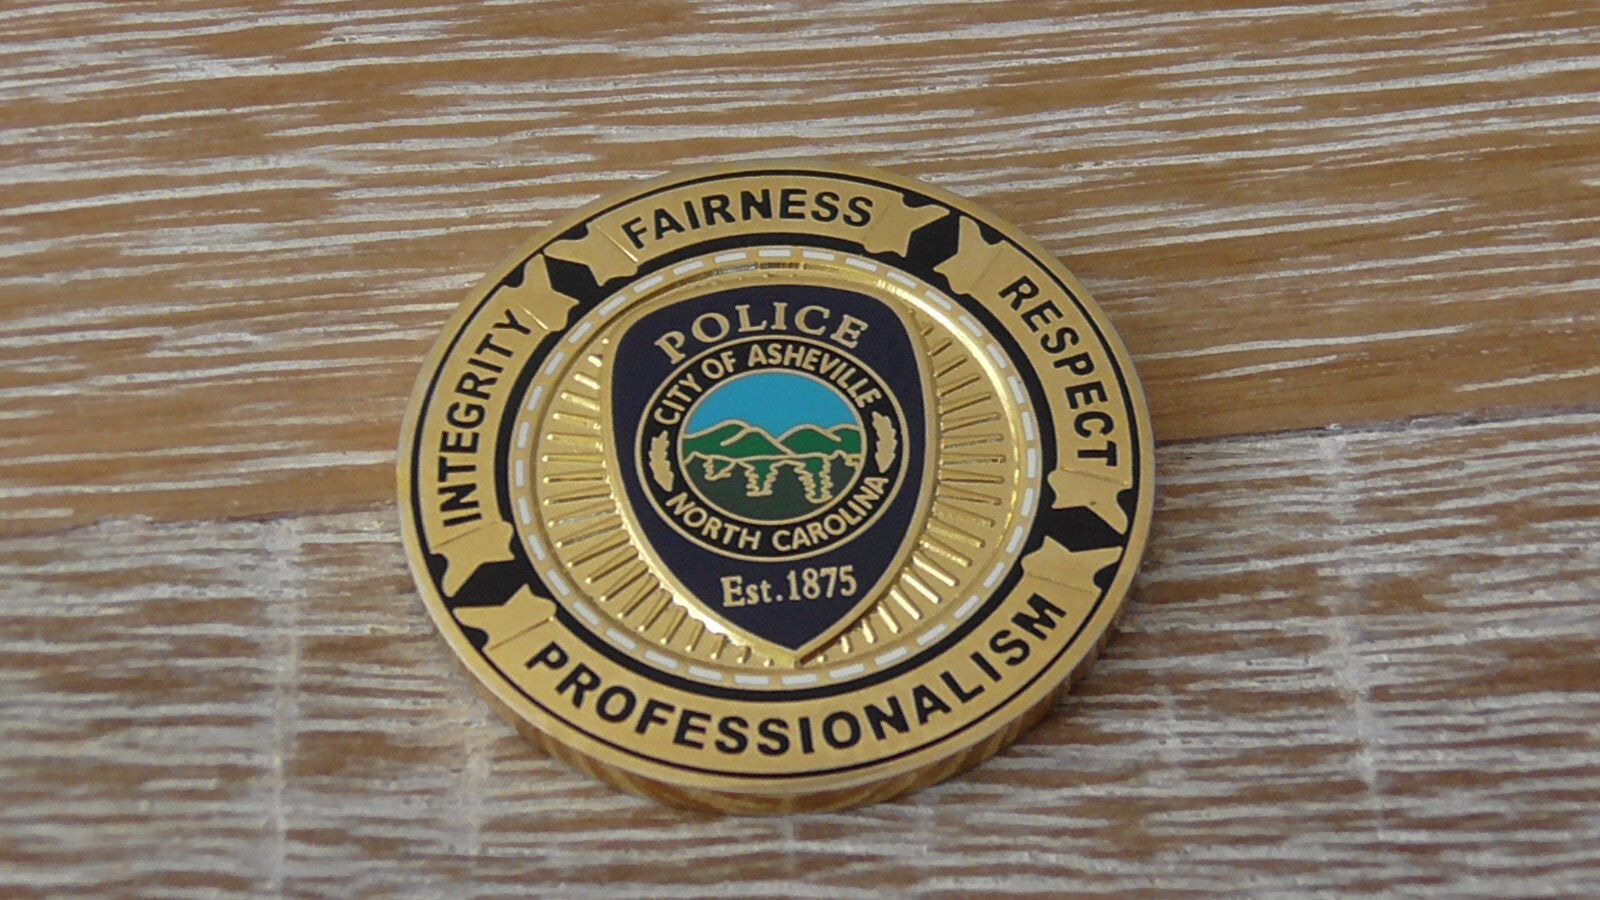 INTEGRITY
FAIRNESS
RESPECT
PROFESSIONALISM
POLICE
CITY OF ASHEVILLE
NORTH CAROLINA
Est. 1875